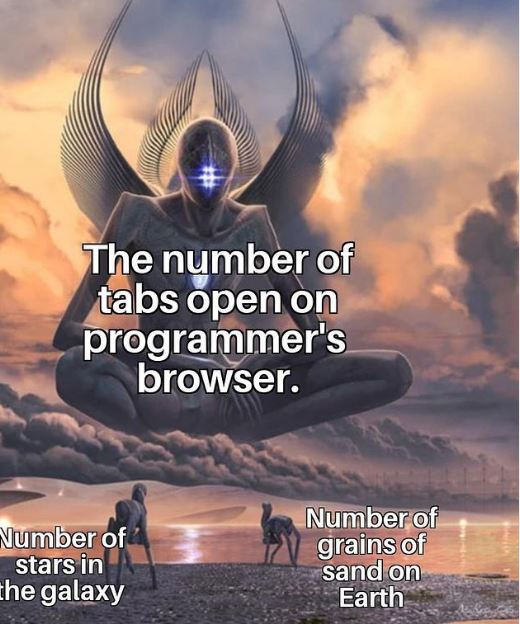 The number of
tabs open on
programmer's
browser.
Number of
stars in
the galaxy
Number of
grains of
sand on
Earth